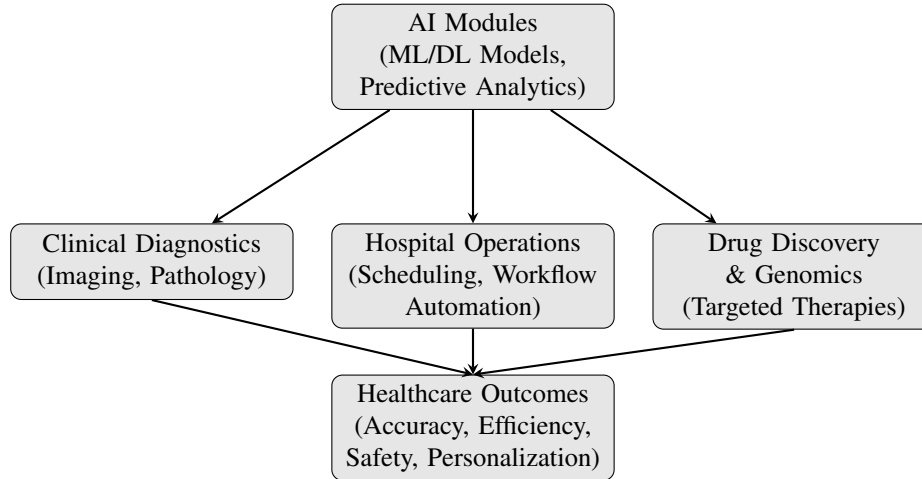 AI Modules
(ML/DL Models,
Predictive Analytics)
Clinical Diagnostics
(Imaging, Pathology)
Hospital Operations
(Scheduling, Workflow
Automation)
Drug Discovery
& Genomics
(Targeted Therapies)
Healthcare Outcomes
(Accuracy, Efficiency,
Safety, Personalization)